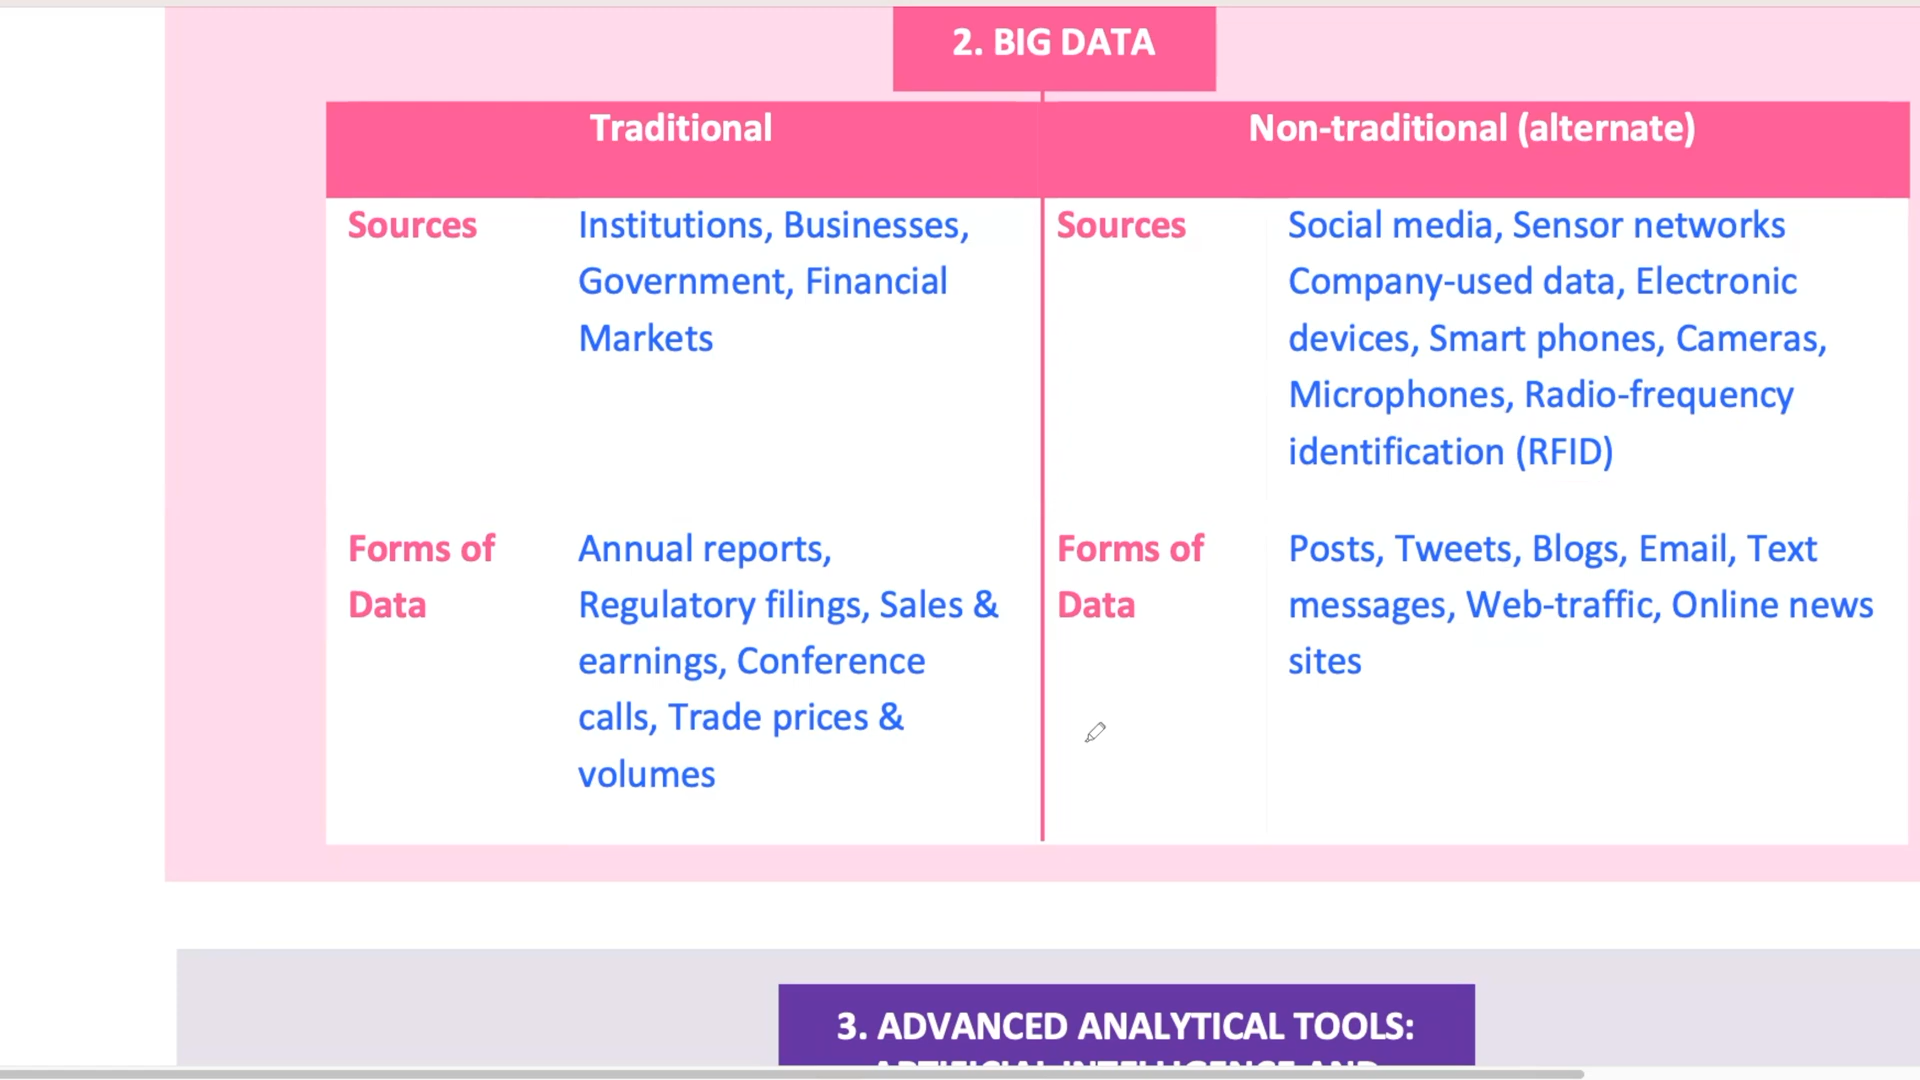 2. BIG DATA
Traditional
Non-traditional (alternate)
Sources
Institutions, Businesses,
Government, Financial
Markets
Sources
Social media, Sensor networks
Company-used data, Electronic
devices, Smart phones, Cameras,
Microphones, Radio-frequency
identification (RFID)
Forms of
Data
Annual reports,
Regulatory filings, Sales &
earnings, Conference
calls, Trade prices &
volumes
Forms of
Data
Posts, Tweets, Blogs, Email, Text
messages, Web-traffic, Online news
sites
3. ADVANCED ANALYTICAL TOOLS:
ARTIFICIAL INTELLIGENCE AND